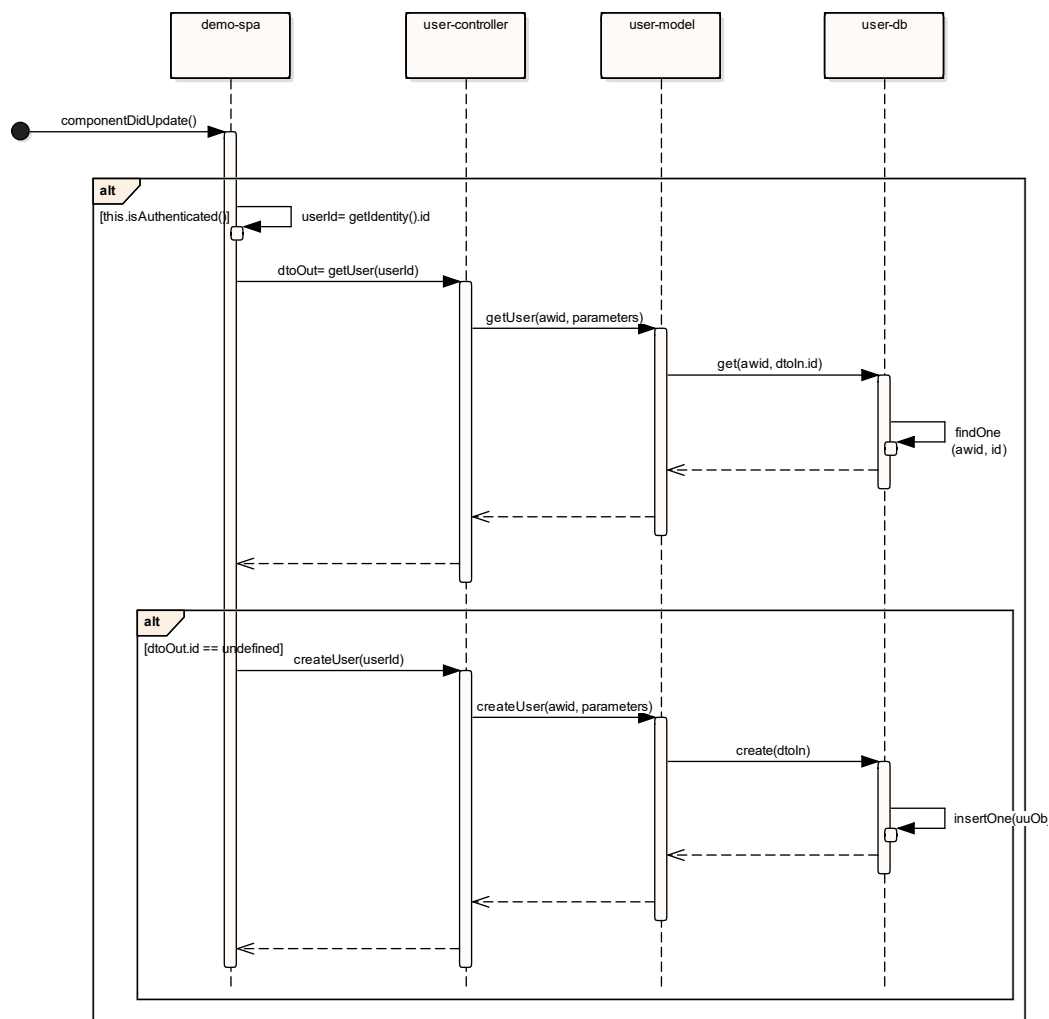 demo-spa
user-controller
user-model
user-db
componentDidUpdate()
alt
[this.isAuthenticated()]
userId= getIdentity().id
dtoOut= getUser(userId)
getUser(awid, parameters)
get(awid, dtoIn.id)
findOne
(awid, id)
alt
[dtoOut.id == undefined]
createUser(userId)
createUser(awid, parameters)
create(dtoIn)
insertOne(uuOb